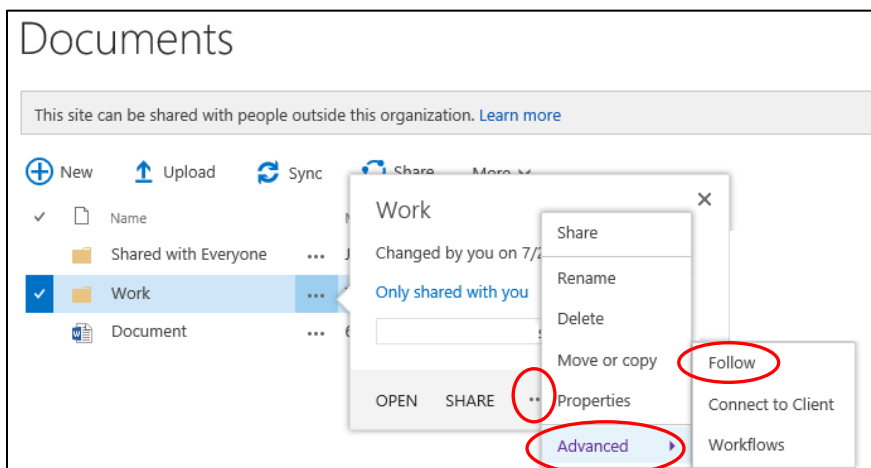 Documents
This site can be shared with people outside this organization. Learn more
New Upload Sync Share More
Name
Shared with Everyone ...
Work ...
Document ...
Work
Changed by you on 7/2
Only shared with you
OPEN SHARE
Share
Rename
Delete
Move or copy
Properties
Advanced
Follow
Connect to Client
Workflows